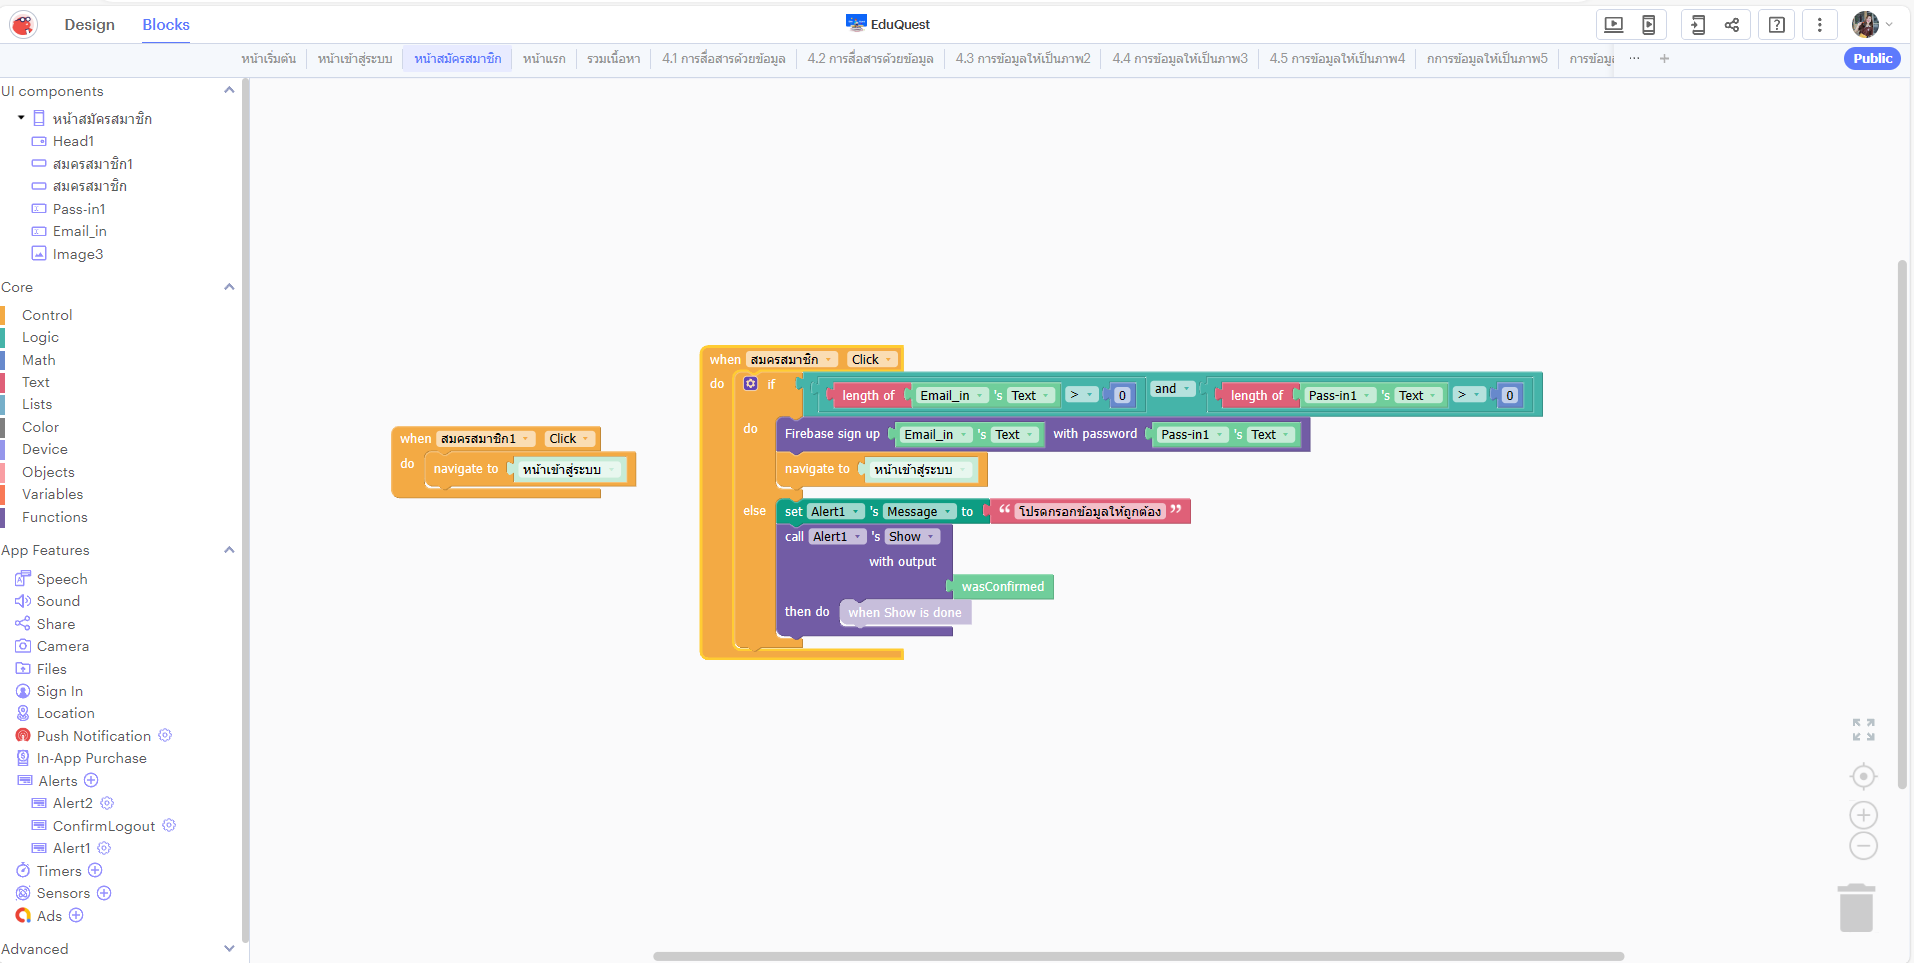 Design Blocks EduQuest
หน้าเริ่มต้น หน้าเข้าสู่ระบบ หน้าสมัครสมาชิก หน้าแรก รวมเนื้อหา 4.1 การสื่อสารด้วยข้อมูล 4.2 การสื่อสารด้วยข้อมูล 4.3 การข้อมูลให้เป็นภาพ2 4.4 การข้อมูลให้เป็นภาพ3 4.5 การข้อมูลให้เป็นภาพ4 กการข้อมูลให้เป็นภาพ5 การข้อมู ... + Public
UI components
หน้าสมัครสมาชิก
Head1
สมครสมาชิก1
สมครสมาชิก
Pass-in1
Email_in
Image3
Core
Control
Logic
Math
Text
Lists
Color
Device
Objects
Variables
Functions
App Features
Speech
Sound
Share
Camera
Files
Sign In
Location
Push Notification
In-App Purchase
Alerts
Alert2
ConfirmLogout
Alert1
Timers
Sensors
Ads
Advanced
when สมครสมาชิก1 Click
do navigate to หน้าเข้าสู่ระบบ
when สมครสมาชิก Click
do if length of Email_in 's Text > 0 and length of Pass-in1 's Text > 0
do Firebase sign up Email_in 's Text with password Pass-in1 's Text
navigate to หน้าเข้าสู่ระบบ
else set Alert1 's Message to “ โปรดกรอกข้อมูลให้ถูกต้อง ”
call Alert1 's Show
with output
wasConfirmed
then do when Show is done